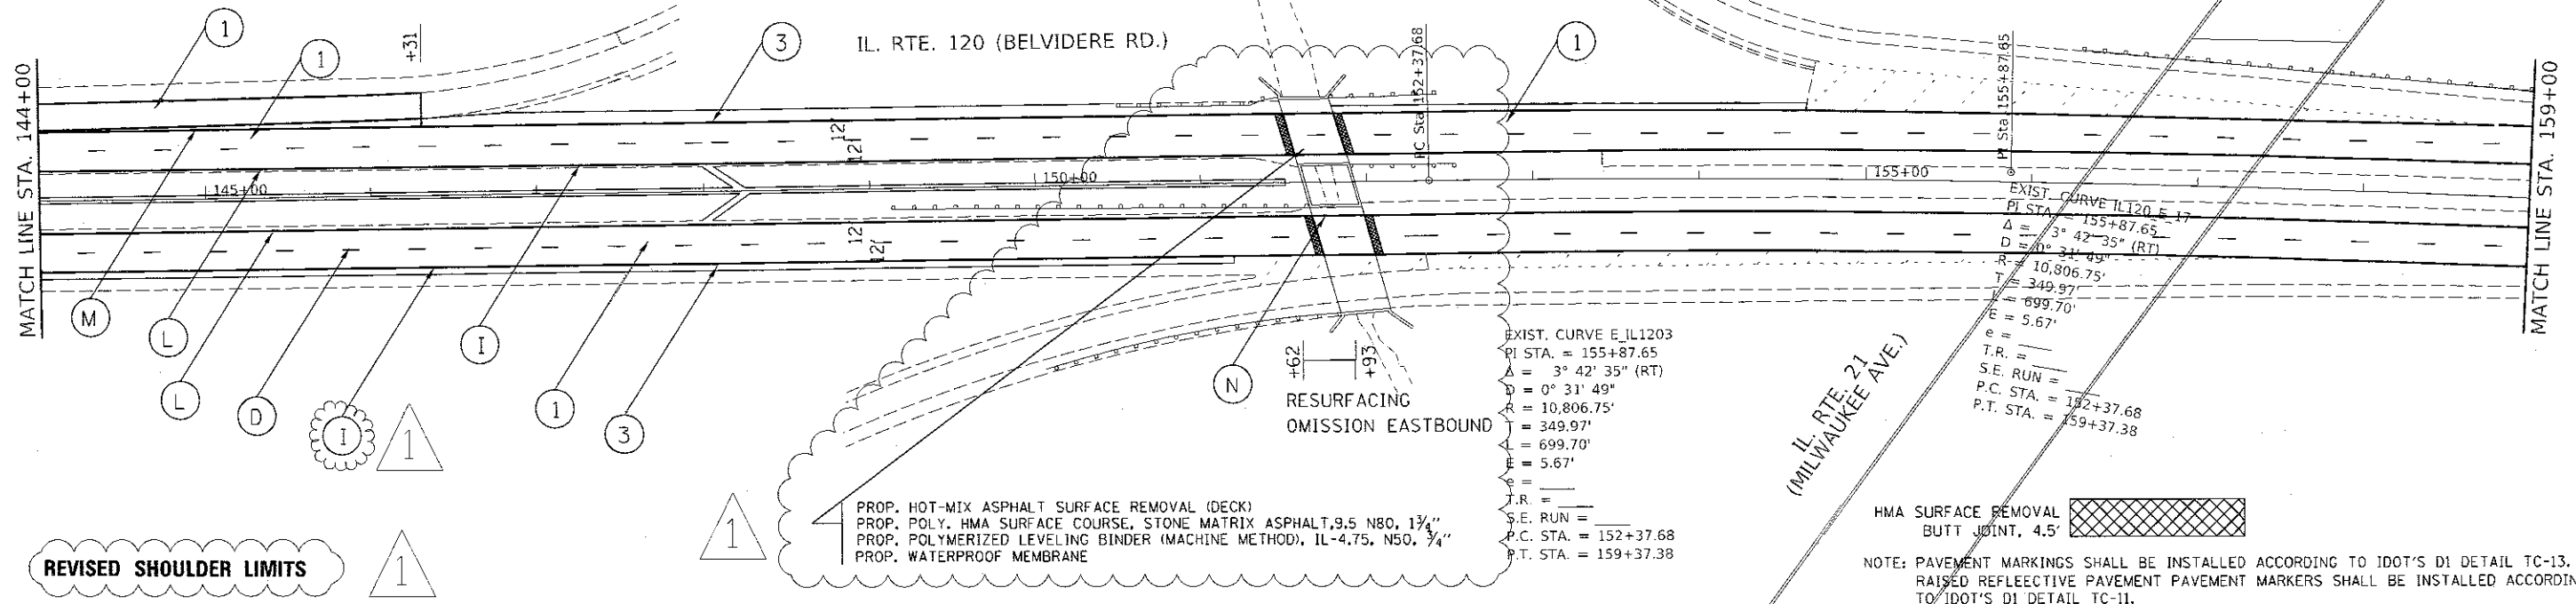 1
1
+31
3
IL. RTE. 120 (BELVIDERE RD.)
PC Sta. 152+37.68
1
PI Sta. 155+87.65
MATCH LINE STA. 144+00
MATCH LINE STA. 159+00
12'
12'
145+00
150+00
155+00
12'
12'
M
L
L
D
I
1
I
1
3
N
+62
+93
RESURFACING
OMISSION EASTBOUND
EXIST. CURVE E_IL1203
PI STA. = 155+87.65
Δ = 3° 42' 35" (RT)
D = 0° 31' 49"
R = 10,806.75'
T = 349.97'
L = 699.70'
E = 5.67'
e = ____
T.R. = ____
S.E. RUN = ____
P.C. STA. = 152+37.68
P.T. STA. = 159+37.38
EXIST. CURVE IL120_E_17
PI STA. = 155+87.65
Δ = 3° 42' 35" (RT)
D = 0° 31' 49"
R = 10,806.75'
T = 349.97'
L = 699.70'
E = 5.67'
e = ____
T.R. = ____
S.E. RUN = ____
P.C. STA. = 152+37.68
P.T. STA. = 159+37.38
IL. RTE. 21
(MILWAUKEE AVE.)
1
PROP. HOT-MIX ASPHALT SURFACE REMOVAL (DECK)
PROP. POLY. HMA SURFACE COURSE, STONE MATRIX ASPHALT,9.5 N80, 1¾"
PROP. POLYMERIZED LEVELING BINDER (MACHINE METHOD), IL-4.75, N50, ¾"
PROP. WATERPROOF MEMBRANE
REVISED SHOULDER LIMITS
1
HMA SURFACE REMOVAL
BUTT JOINT, 4.5'
NOTE: PAVEMENT MARKINGS SHALL BE INSTALLED ACCORDING TO IDOT'S D1 DETAIL TC-13.
RAISED REFLEECTIVE PAVEMENT PAVEMENT MARKERS SHALL BE INSTALLED ACCORDIN
TO IDOT'S D1 DETAIL TC-11.